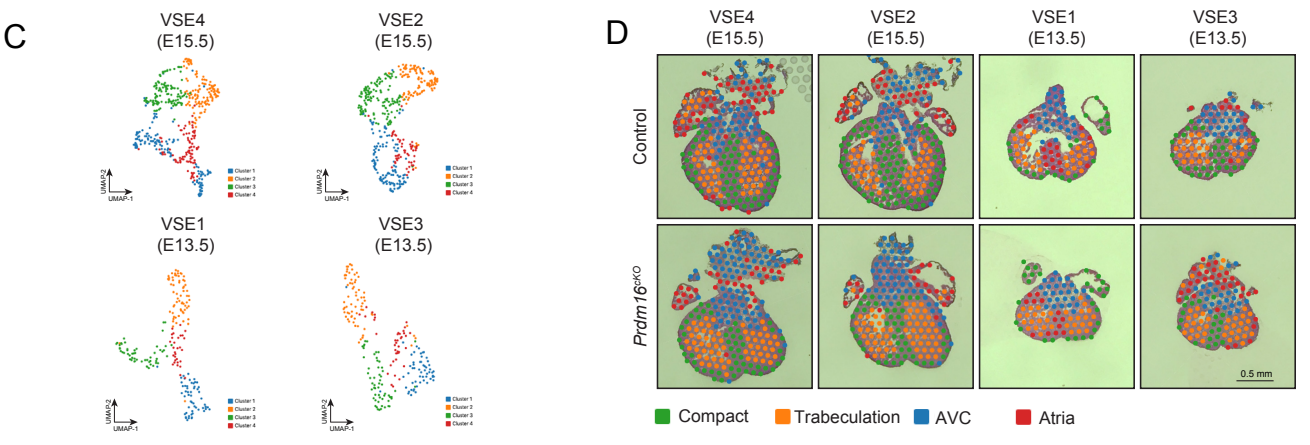 C
VSE4
(E15.5)
VSE2
(E15.5)
UMAP-2
UMAP-1
Cluster 1
Cluster 2
Cluster 3
Cluster 4
UMAP-2
UMAP-1
Cluster 1
Cluster 2
Cluster 3
Cluster 4
VSE1
(E13.5)
VSE3
(E13.5)
UMAP-2
UMAP-1
Cluster 1
Cluster 2
Cluster 3
Cluster 4
UMAP-2
UMAP-1
Cluster 1
Cluster 2
Cluster 3
Cluster 4
D
VSE4
(E15.5)
VSE2
(E15.5)
VSE1
(E13.5)
VSE3
(E13.5)
Control
Prdm16cKO
0.5 mm
Compact
Trabeculation
AVC
Atria